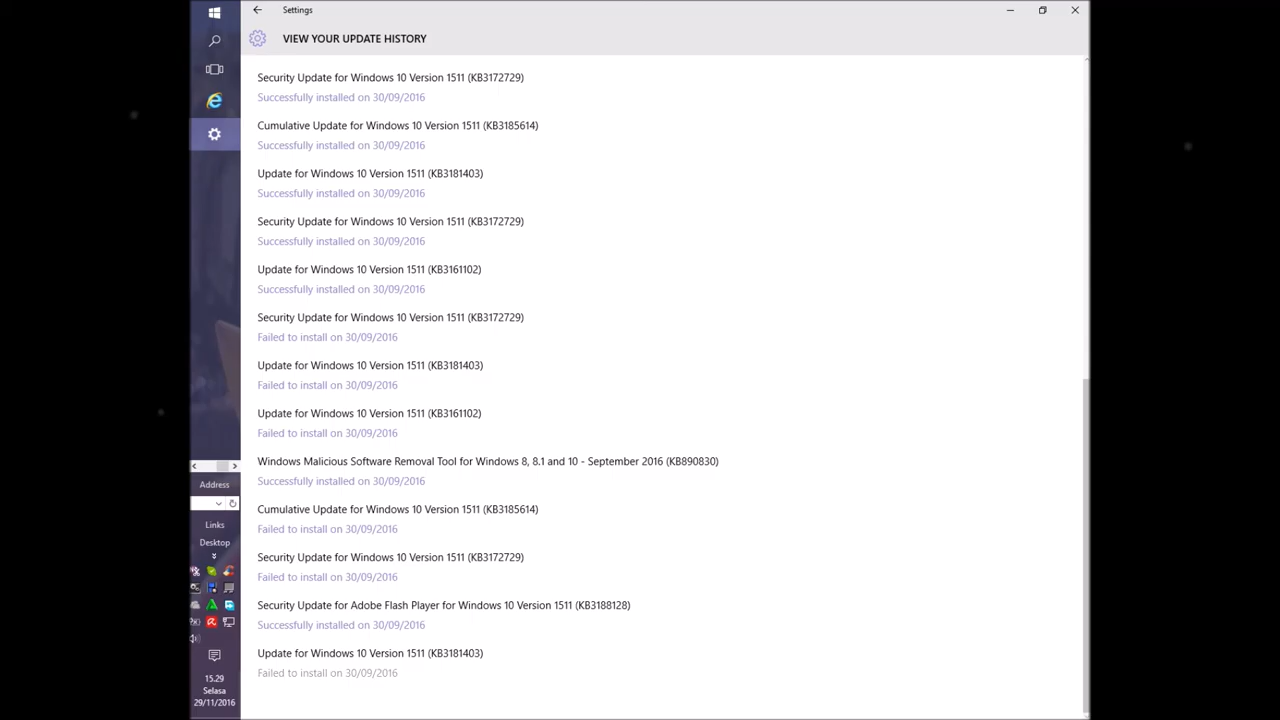 Settings
VIEW YOUR UPDATE HISTORY
Security Update for Windows 10 Version 1511 (KB3172729)
Successfully installed on 30/09/2016
Cumulative Update for Windows 10 Version 1511 (KB3185614)
Successfully installed on 30/09/2016
Update for Windows 10 Version 1511 (KB3181403)
Successfully installed on 30/09/2016
Security Update for Windows 10 Version 1511 (KB3172729)
Successfully installed on 30/09/2016
Update for Windows 10 Version 1511 (KB3161102)
Successfully installed on 30/09/2016
Security Update for Windows 10 Version 1511 (KB3172729)
Failed to install on 30/09/2016
Update for Windows 10 Version 1511 (KB3181403)
Failed to install on 30/09/2016
Update for Windows 10 Version 1511 (KB3161102)
Failed to install on 30/09/2016
Windows Malicious Software Removal Tool for Windows 8, 8.1 and 10 - September 2016 (KB890830)
Successfully installed on 30/09/2016
Cumulative Update for Windows 10 Version 1511 (KB3185614)
Failed to install on 30/09/2016
Security Update for Windows 10 Version 1511 (KB3172729)
Failed to install on 30/09/2016
Security Update for Adobe Flash Player for Windows 10 Version 1511 (KB3188128)
Successfully installed on 30/09/2016
Update for Windows 10 Version 1511 (KB3181403)
Failed to install on 30/09/2016
Address
Links
Desktop
15.29
Selasa
29/11/2016